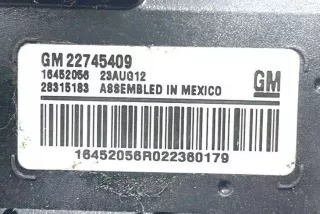 GM 22745409
16452056 23AUG12
28315183 ASSEMBLED IN MEXICO
GM
16452056R022360179